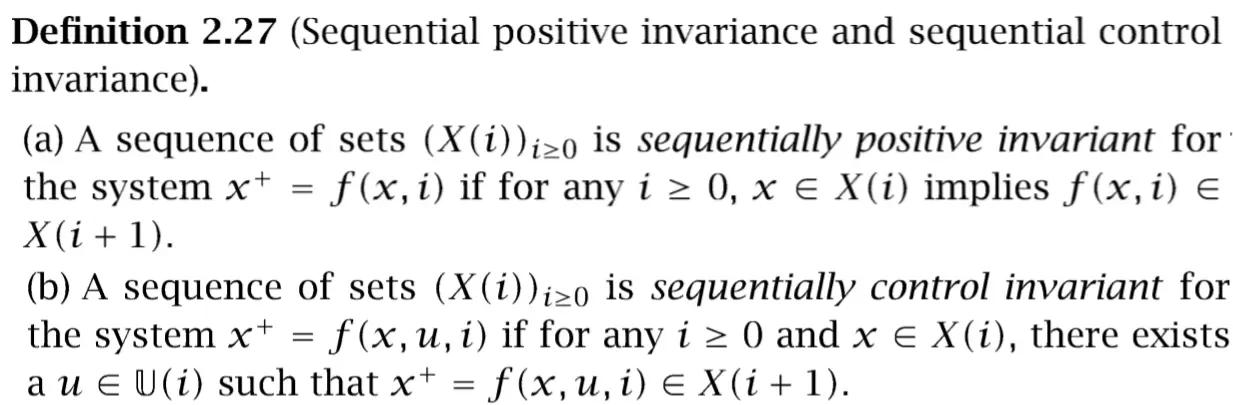 Definition 2.27 (Sequential positive invariance and sequential control
invariance).
(a) A sequence of sets (X(i))ᵢ≥₀ is sequentially positive invariant for
the system x⁺ = f(x, i) if for any i ≥ 0, x ∈ X(i) implies f(x, i) ∈
X(i + 1).
(b) A sequence of sets (X(i))ᵢ≥₀ is sequentially control invariant for
the system x⁺ = f(x, u, i) if for any i ≥ 0 and x ∈ X(i), there exists
a u ∈ 𝕌(i) such that x⁺ = f(x, u, i) ∈ X(i + 1).